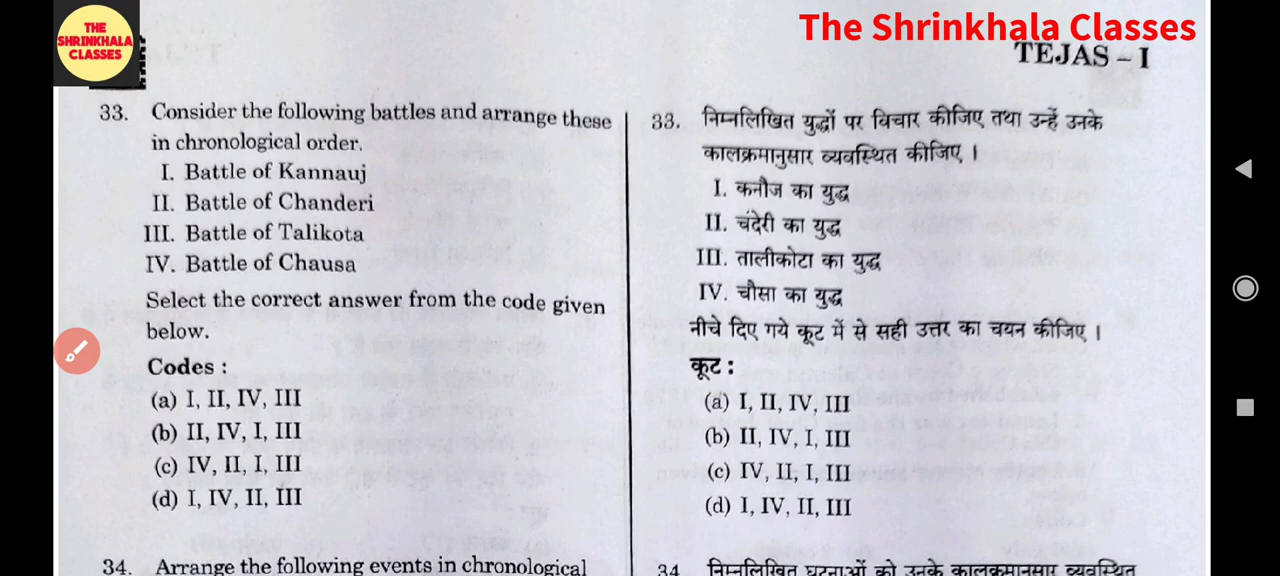 THE
SHRINKHALA
CLASSES
The Shrinkhala Classes
TEJAS – I
33. Consider the following battles and arrange these
in chronological order.
I. Battle of Kannauj
II. Battle of Chanderi
III. Battle of Talikota
IV. Battle of Chausa
Select the correct answer from the code given
below.
Codes :
(a) I, II, IV, III
(b) II, IV, I, III
(c) IV, II, I, III
(d) I, IV, II, III
34. Arrange the following events in chronological
33. निम्नलिखित युद्धों पर विचार कीजिए तथा उन्हें उनके
कालक्रमानुसार व्यवस्थित कीजिए ।
I. कनौज का युद्ध
II. चंदेरी का युद्ध
III. तालीकोटा का युद्ध
IV. चौसा का युद्ध
नीचे दिए गये कूट में से सही उत्तर का चयन कीजिए ।
कूट :
(a) I, II, IV, III
(b) II, IV, I, III
(c) IV, II, I, III
(d) I, IV, II, III
34. निम्नलिखित घटनाओं को उनके कालक्रमानुसार व्यवस्थित